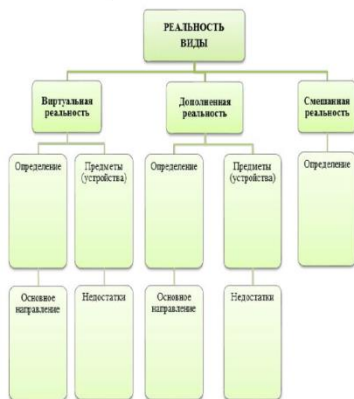 РЕАЛЬНОСТЬ
ВИДЫ
Виртуальная
реальность
Дополненная
реальность
Смешанная
реальность
Определение
Предметы
(устройства)
Определение
Предметы
(устройства)
Определение
Основное
направление
Недостатки
Основное
направление
Недостатки